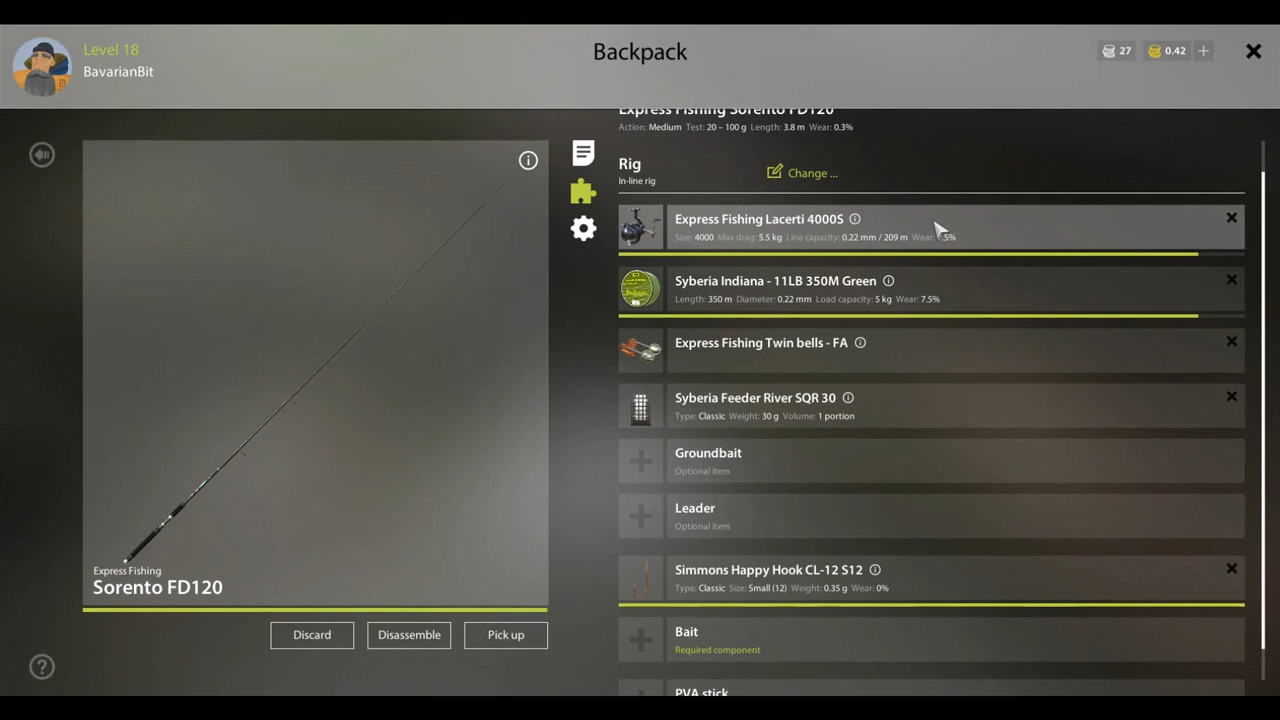 Level 18
BavarianBit
Backpack
27
0.42
Express Fishing Sorento FD120
Action: Medium Test: 20 – 100 g Length: 3.8 m Wear: 0.3%
Rig
In-line rig
Change ...
Express Fishing Lacerti 4000S
Size: 4000 Max drag: 5.5 kg Line capacity: 0.22 mm / 209 m Wear: 7.5%
Syberia Indiana - 11LB 350M Green
Length: 350 m Diameter: 0.22 mm Load capacity: 5 kg Wear: 7.5%
Express Fishing Twin bells - FA
Syberia Feeder River SQR 30
Type: Classic Weight: 30 g Volume: 1 portion
Groundbait
Optional item
Leader
Optional item
Simmons Happy Hook CL-12 S12
Type: Classic Size: Small (12) Weight: 0.35 g Wear: 0%
Bait
Required component
PVA stick
Express Fishing
Sorento FD120
Discard
Disassemble
Pick up